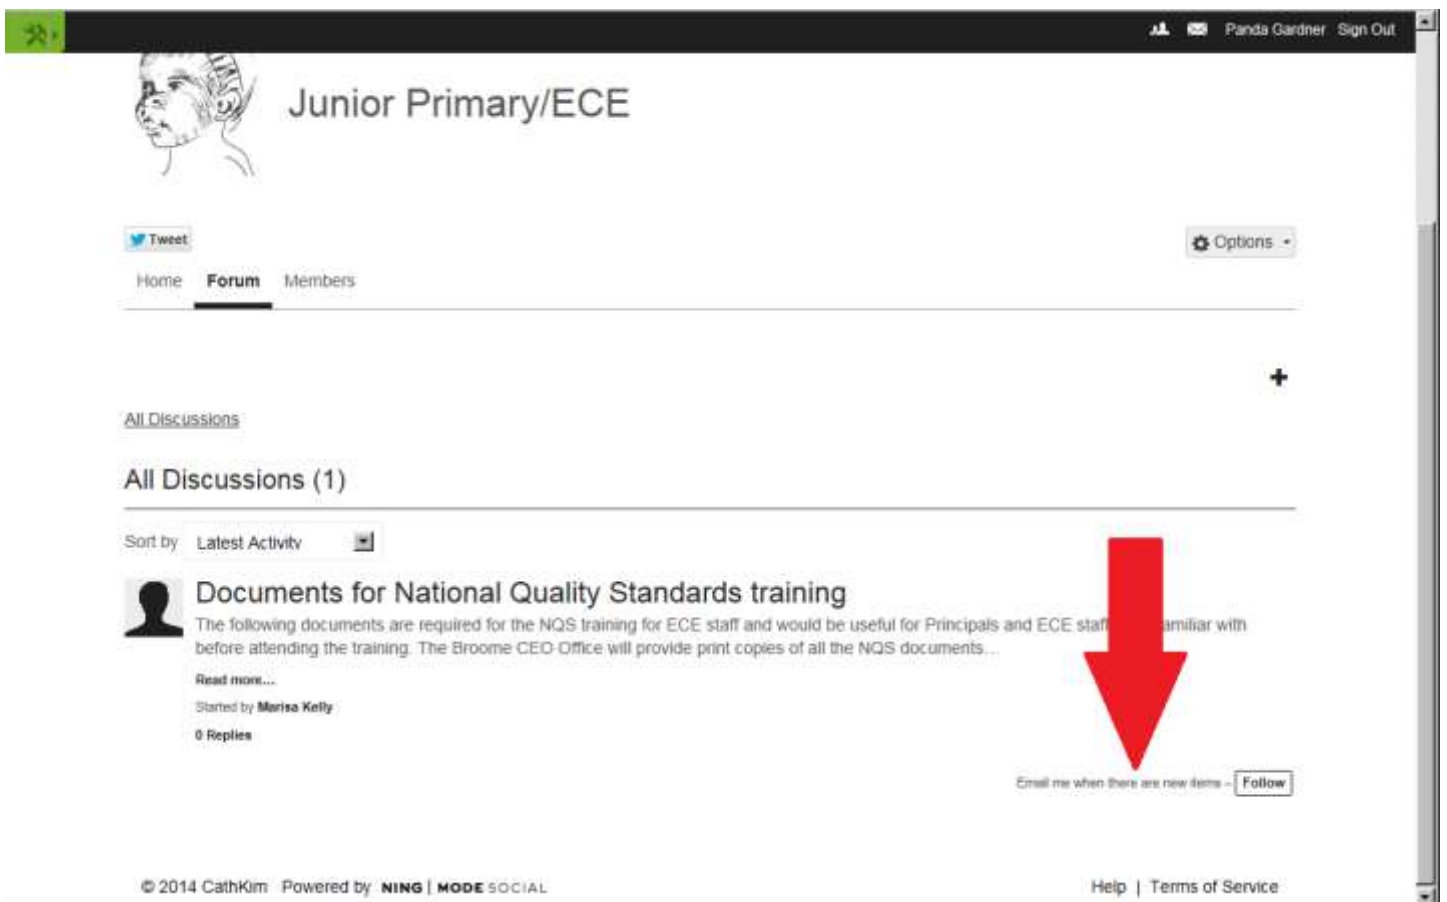 Panda Gardner Sign Out
Junior Primary/ECE
Tweet
Options
Home Forum Members
All Discussions
All Discussions (1)
Sort by Latest Activity
Documents for National Quality Standards training
The following documents are required for the NQS training for ECE staff and would be useful for Principals and ECE staff amiliar with
before attending the training. The Broome CEO Office will provide print copies of all the NQS documents...
Read more...
Started by Marisa Kelly
0 Replies
Email me when there are new items – Follow
© 2014 CathKim Powered by NING | MODE SOCIAL
Help | Terms of Service